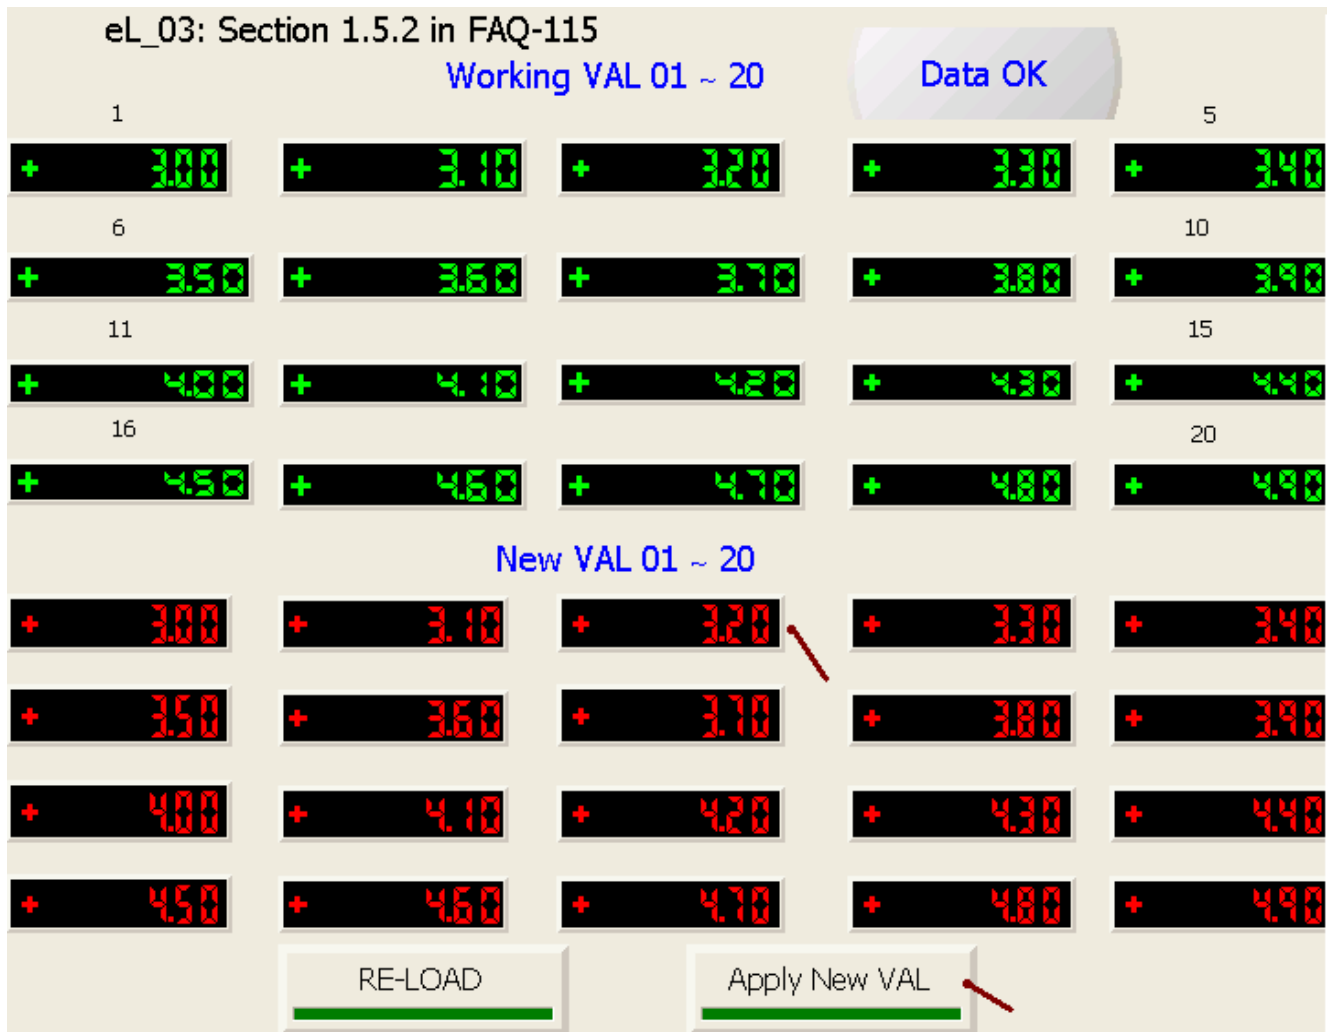 eL_03: Section 1.5.2 in FAQ-115
Working VAL 01 ~ 20
Data OK
1 5
+ 3.00 + 3.10 + 3.20 + 3.30 + 3.40
6 10
+ 3.50 + 3.60 + 3.70 + 3.80 + 3.90
11 15
+ 4.00 + 4.10 + 4.20 + 4.30 + 4.40
16 20
+ 4.50 + 4.60 + 4.70 + 4.80 + 4.90
New VAL 01 ~ 20
+ 3.00 + 3.10 + 3.20 + 3.30 + 3.40
+ 3.50 + 3.60 + 3.70 + 3.80 + 3.90
+ 4.00 + 4.10 + 4.20 + 4.30 + 4.40
+ 4.50 + 4.60 + 4.70 + 4.80 + 4.90
RE-LOAD Apply New VAL